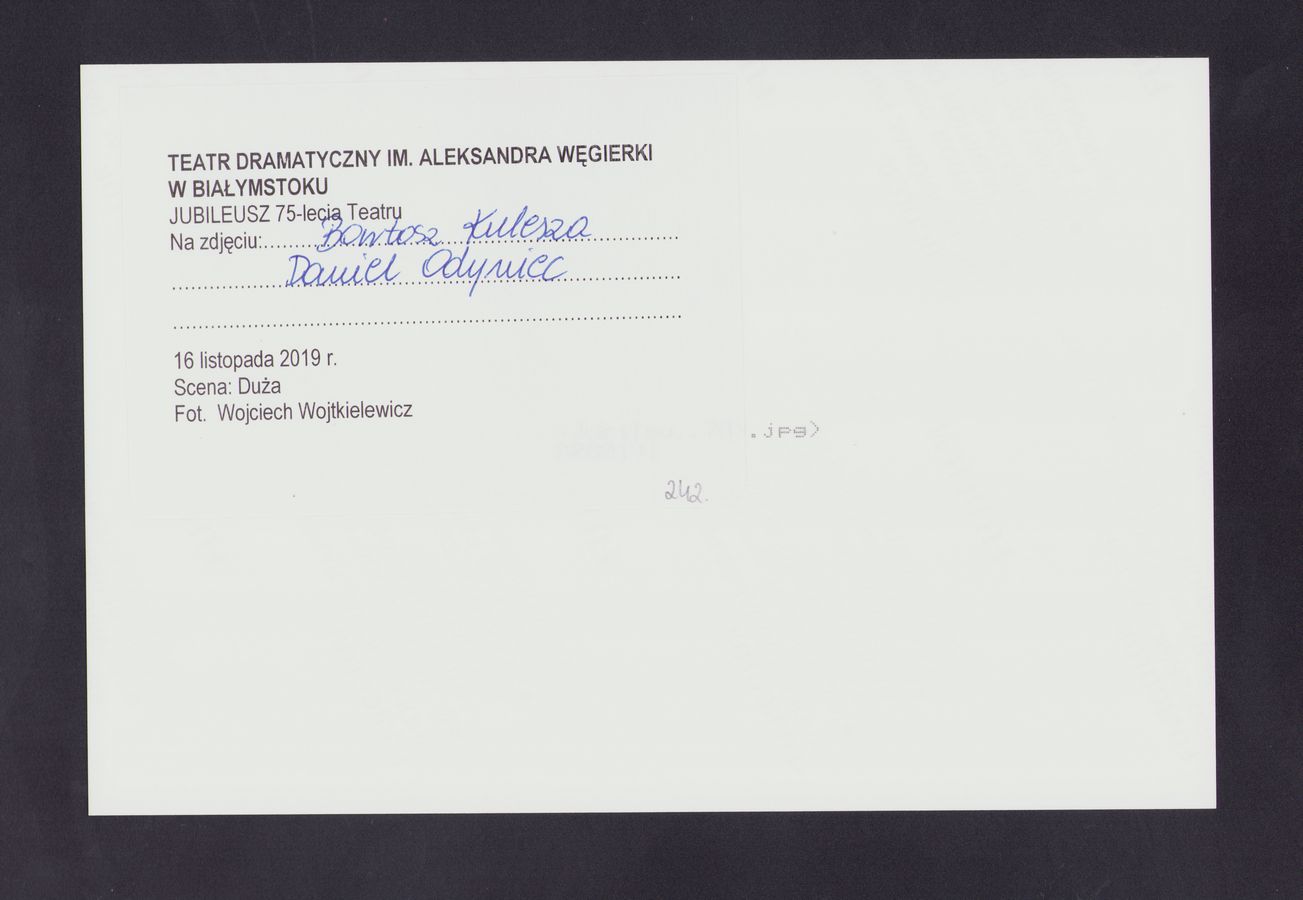 TEATR DRAMATYCZNY IM. ALEKSANDRA WĘGIERKI
W BIAŁYMSTOKU
JUBILEUSZ 75-lecia Teatru
Na zdjęciu: Bartosz Kulesza
Daniel Odyniec
16 listopada 2019 r.
Scena: Duża
Fot. Wojciech Wojtkielewicz
.jpg)
242.